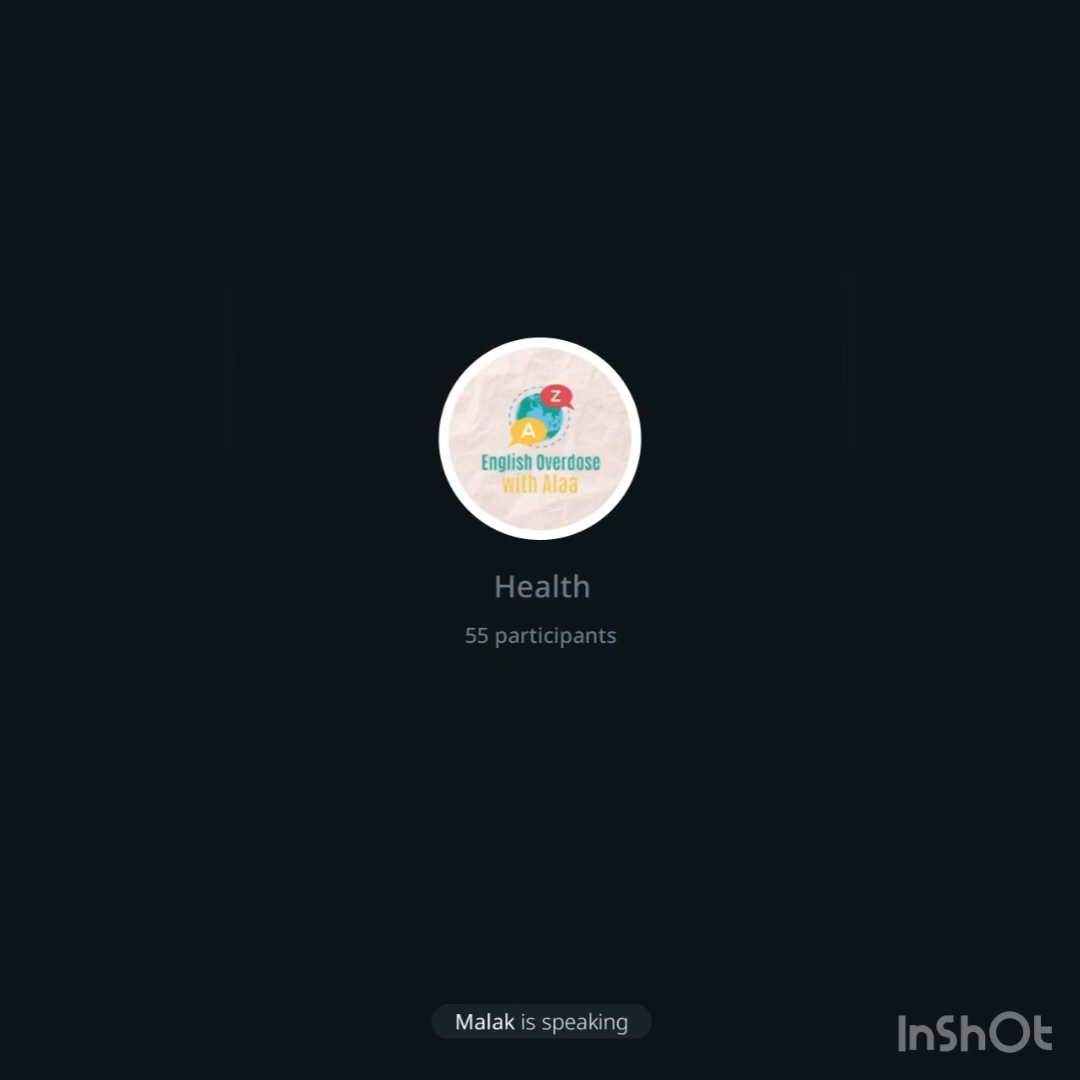 Z
A
English Overdose
with Alaa
Health
55 participants
Malak is speaking
InShOt